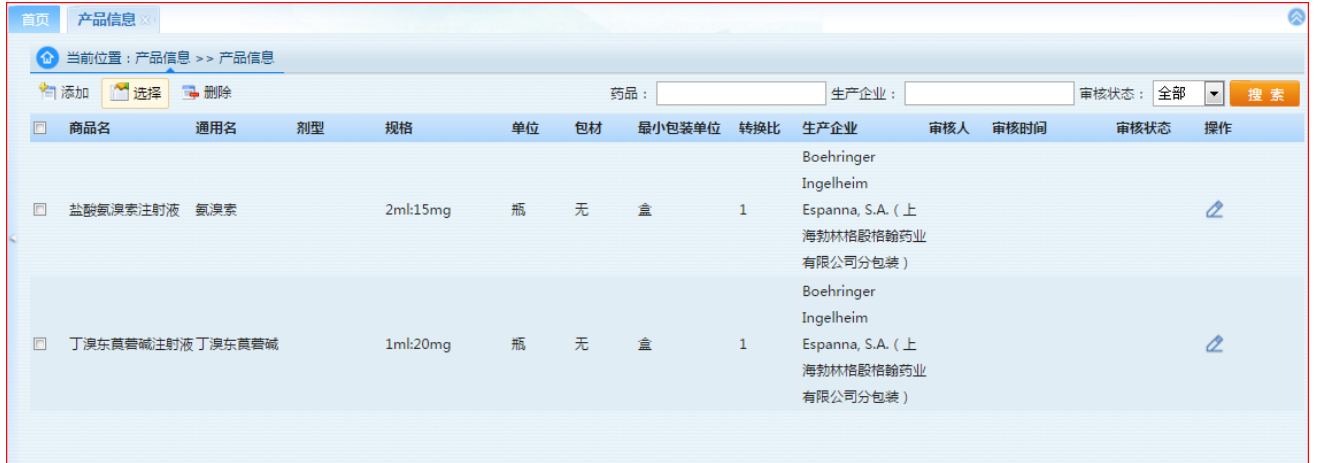 首页 产品信息
当前位置：产品信息 >> 产品信息
添加 选择 删除 药品： 生产企业： 审核状态： 全部 搜 索
商品名 通用名 剂型 规格 单位 包材 最小包装单位 转换比 生产企业 审核人 审核时间 审核状态 操作
Boehringer
Ingelheim
盐酸氨溴索注射液 氨溴索 2ml:15mg 瓶 无 盒 1 Espanna, S.A.（上
海勃林格殷格翰药业
有限公司分包装）
Boehringer
Ingelheim
丁溴东莨菪碱注射液 丁溴东莨菪碱 1ml:20mg 瓶 无 盒 1 Espanna, S.A.（上
海勃林格殷格翰药业
有限公司分包装）